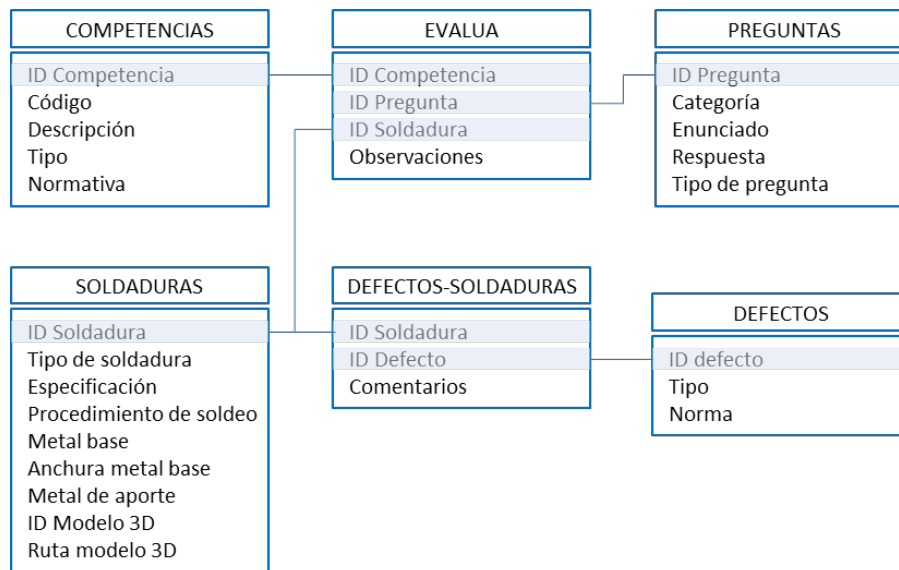 COMPETENCIAS
ID Competencia
Código
Descripción
Tipo
Normativa
EVALUA
ID Competencia
ID Pregunta
ID Soldadura
Observaciones
PREGUNTAS
ID Pregunta
Categoría
Enunciado
Respuesta
Tipo de pregunta
SOLDADURAS
ID Soldadura
Tipo de soldadura
Especificación
Procedimiento de soldeo
Metal base
Anchura metal base
Metal de aporte
ID Modelo 3D
Ruta modelo 3D
DEFECTOS-SOLDADURAS
ID Soldadura
ID Defecto
Comentarios
DEFECTOS
ID defecto
Tipo
Norma